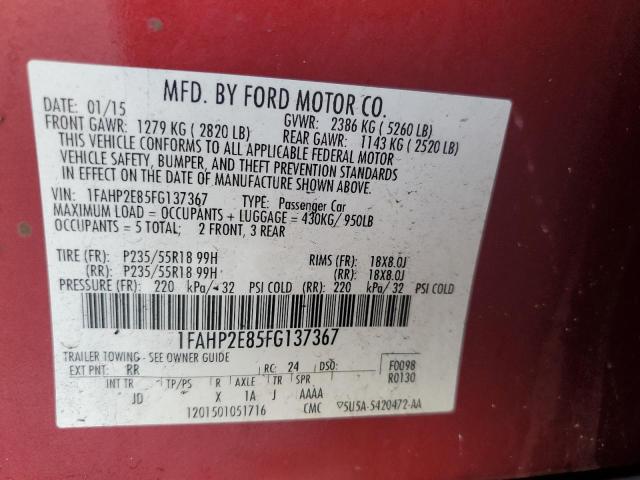 MFD. BY FORD MOTOR CO.
DATE: 01/15 GVWR: 2386 KG ( 5260 LB)
FRONT GAWR: 1279 KG ( 2820 LB) REAR GAWR: 1143 KG ( 2520 LB)
THIS VEHICLE CONFORMS TO ALL APPLICABLE FEDERAL MOTOR
VEHICLE SAFETY, BUMPER, AND THEFT PREVENTION STANDARDS
IN EFFECT ON THE DATE OF MANUFACTURE SHOWN ABOVE.
VIN: 1FAHP2E85FG137367 TYPE: Passenger Car
MAXIMUM LOAD = OCCUPANTS + LUGGAGE = 430KG/ 950LB
OCCUPANTS = 5 TOTAL; 2 FRONT, 3 REAR
TIRE (FR): P235/55R18 99H RIMS (FR): 18X8.0J
(RR): P235/55R18 99H (RR): 18X8.0J
PRESSURE (FR): 220 kPa/ 32 PSI COLD (RR): 220 kPa/ 32 PSI COLD
1FAHP2E85FG137367
TRAILER TOWING - SEE OWNER GUIDE
EXT PNT: RR RC: 24 DSO: F0098
R0130
INT TR TP/PS R AXLE TR SPR
JD X 1A J AAAA
1201501051716 CMC ▽5U5A-5420472-AA